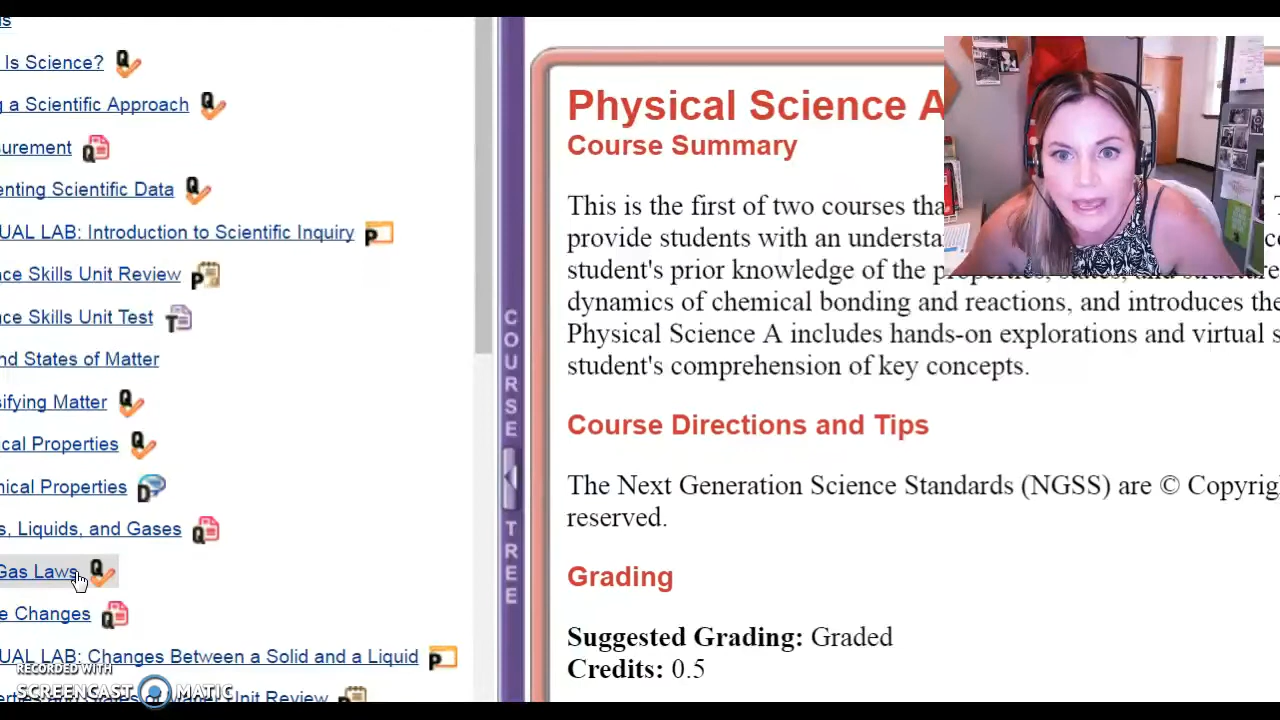 Is Science?
g a Scientific Approach
urement
enting Scientific Data
UAL LAB: Introduction to Scientific Inquiry
ce Skills Unit Review
ce Skills Unit Test
nd States of Matter
sifying Matter
ical Properties
nical Properties
s, Liquids, and Gases
Gas Laws
e Changes
UAL LAB: Changes Between a Solid and a Liquid
Unit Review
RECORDED WITH
SCREENCAST MATIC
COURSE TREE
Physical Science A
Course Summary
This is the first of two courses tha
provide students with an understa
student's prior knowledge of the properties, states, and structure
dynamics of chemical bonding and reactions, and introduces the
Physical Science A includes hands-on explorations and virtual s
student's comprehension of key concepts.
Course Directions and Tips
The Next Generation Science Standards (NGSS) are © Copyrig
reserved.
Grading
Suggested Grading: Graded
Credits: 0.5